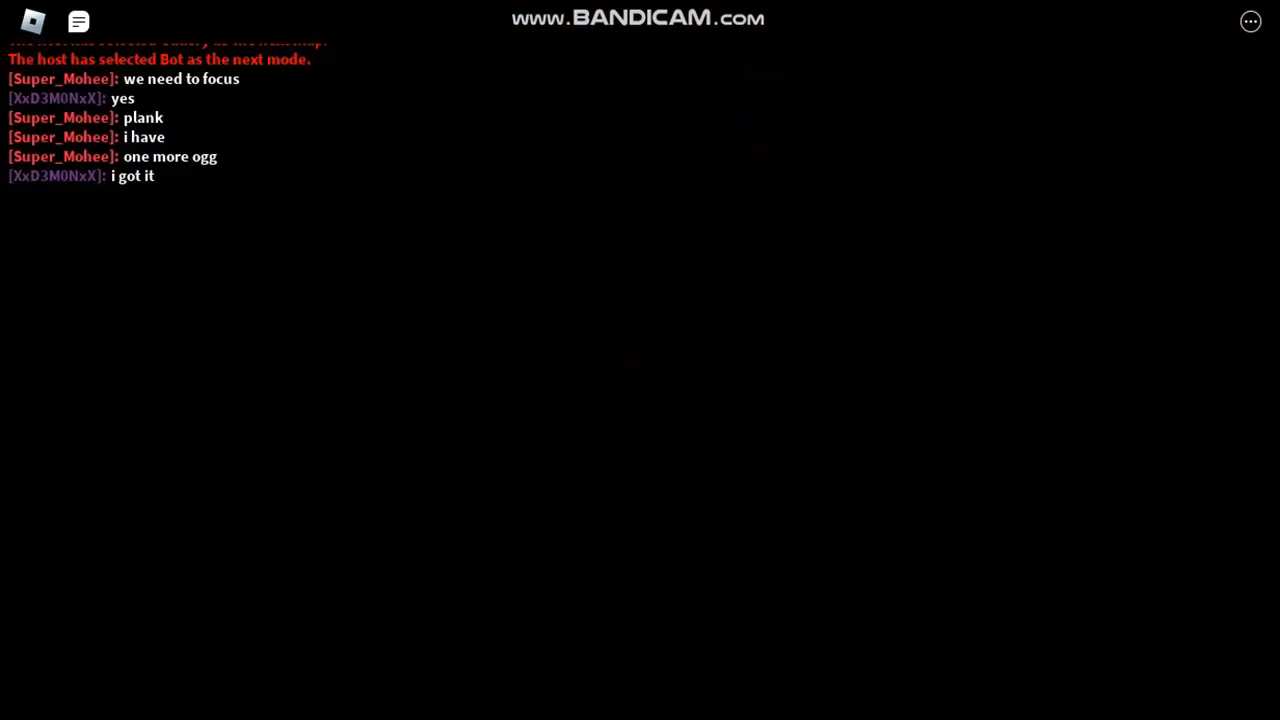 www.BANDICAM.com
The host has selected Bot as the next mode.
[Super_Mohee]: we need to focus
[XxD3M0NxX]: yes
[Super_Mohee]: plank
[Super_Mohee]: i have
[Super_Mohee]: one more ogg
[XxD3M0NxX]: i got it